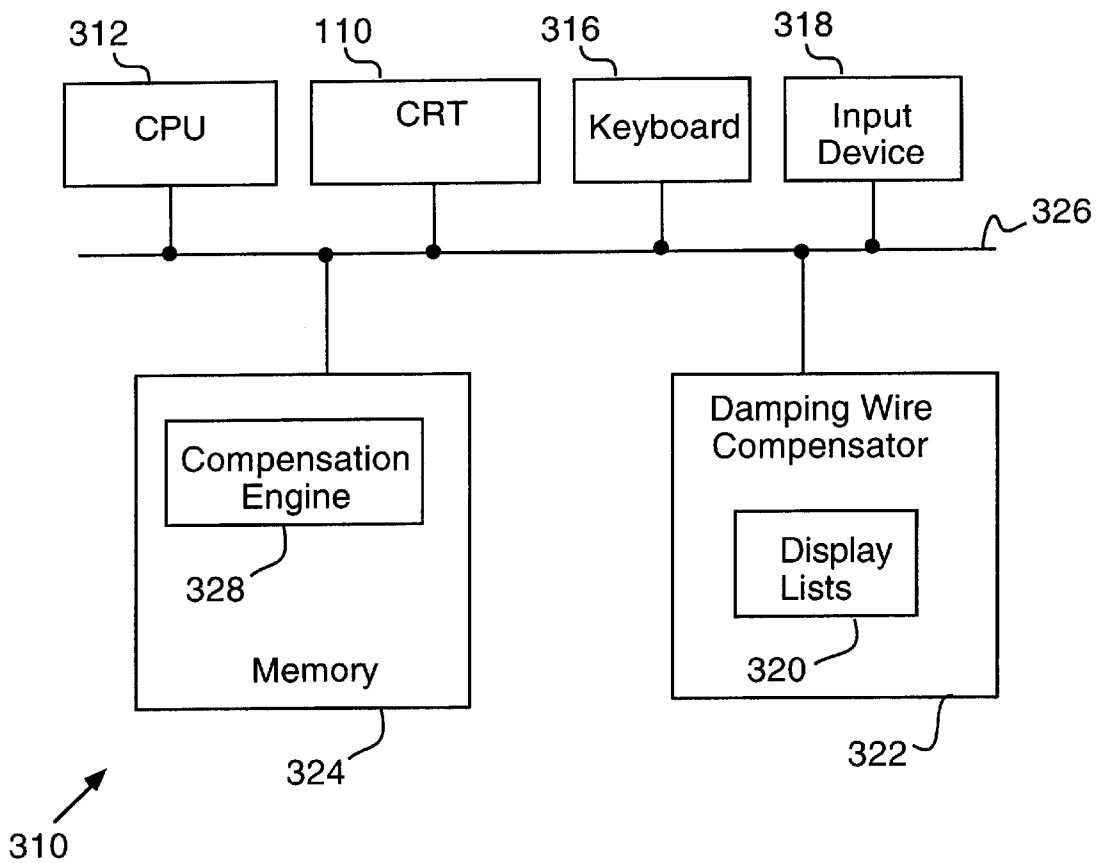 312
110
316
318
CPU
CRT
Keyboard
Input
Device
326
Compensation
Engine
328
Memory
324
Damping Wire
Compensator
Display
Lists
320
322
310